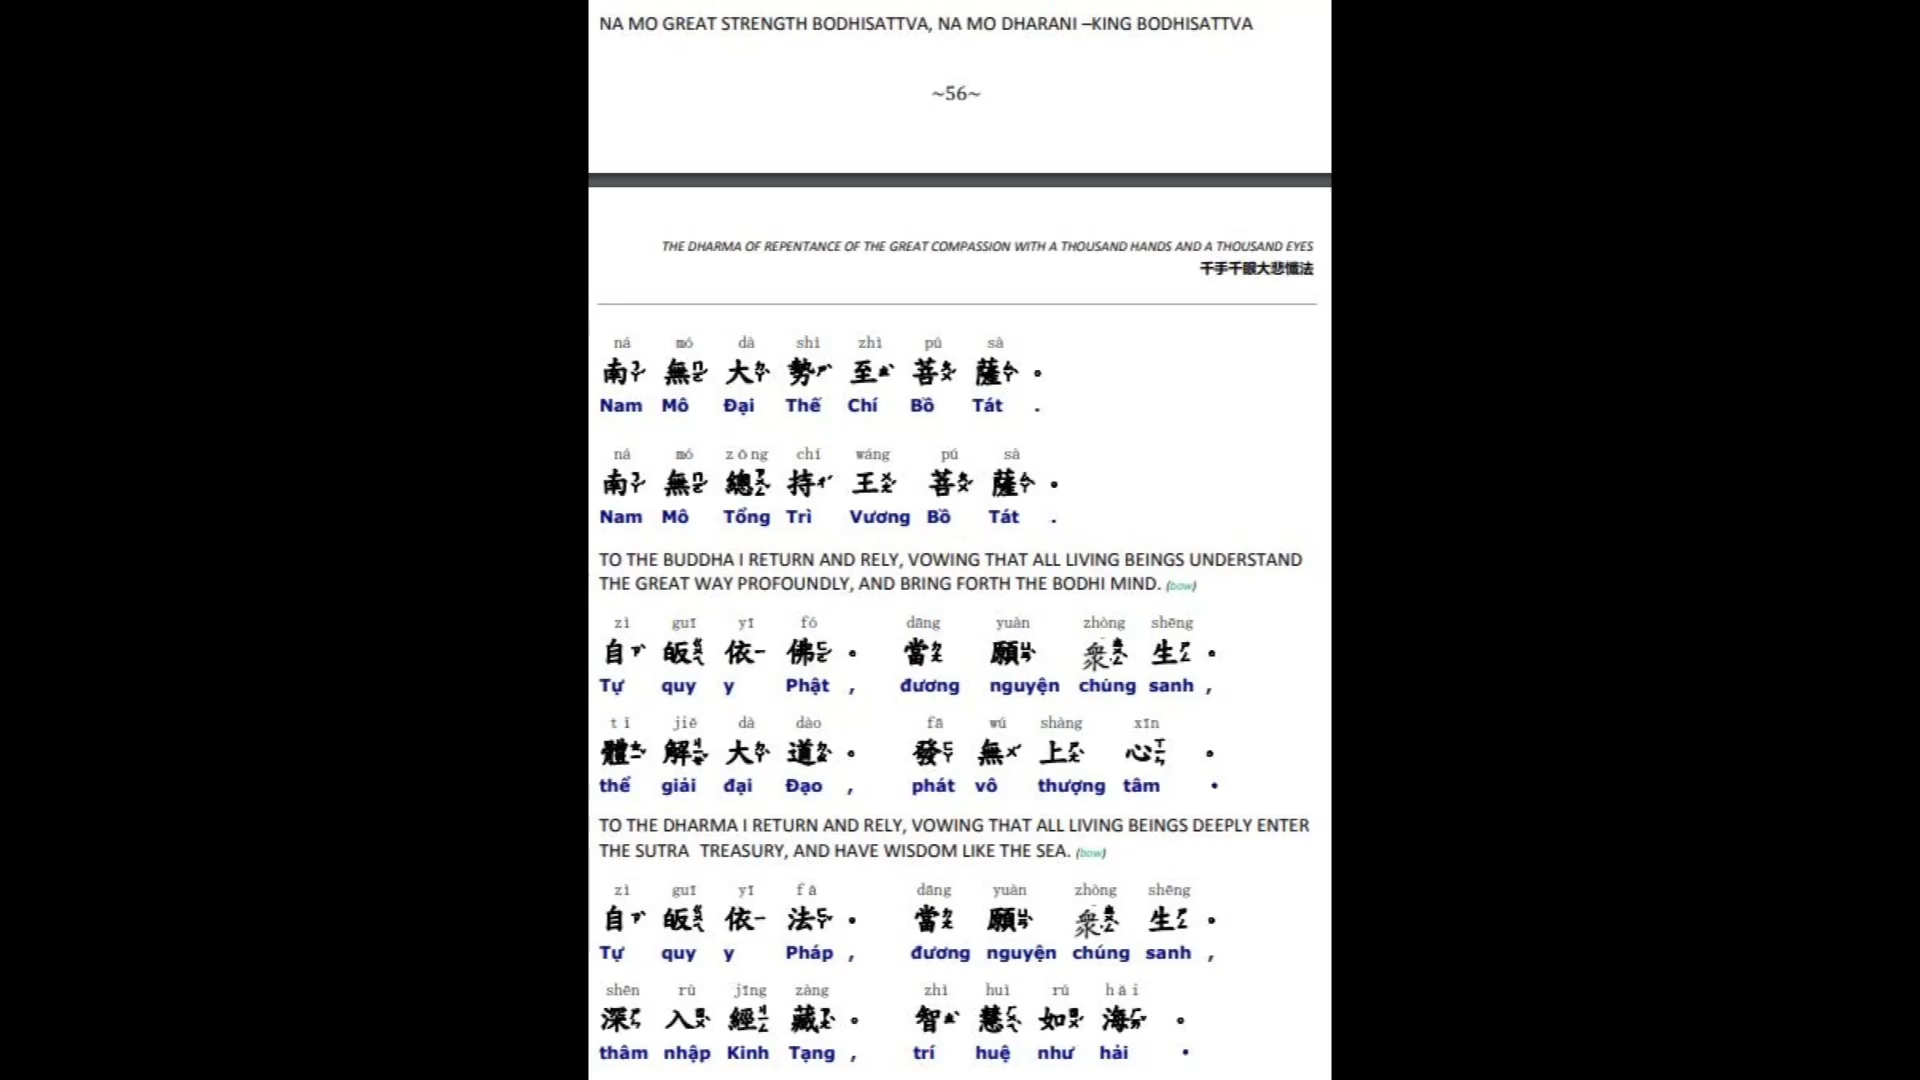 NA MO GREAT STRENGTH BODHISATTVA, NA MO DHARANI –KING BODHISATTVA
~56~
THE DHARMA OF REPENTANCE OF THE GREAT COMPASSION WITH A THOUSAND HANDS AND A THOUSAND EYES
千手千眼大悲懺法
ná mó dà shì zhì pú sà
南無大勢至菩薩。
Nam Mô Đại Thế Chí Bồ Tát .
ná mó zǒng chí wáng pú sà
南無總持王菩薩。
Nam Mô Tổng Trì Vương Bồ Tát .
TO THE BUDDHA I RETURN AND RELY, VOWING THAT ALL LIVING BEINGS UNDERSTAND
THE GREAT WAY PROFOUNDLY, AND BRING FORTH THE BODHI MIND. (bow)
zì guī yī fó dāng yuàn zhòng shēng
自皈依佛。當願衆生。
Tự quy y Phật , đương nguyện chúng sanh ,
tǐ jiě dà dào fā wú shàng xīn
體解大道。發無上心。
thể giải đại Đạo , phát vô thượng tâm •
TO THE DHARMA I RETURN AND RELY, VOWING THAT ALL LIVING BEINGS DEEPLY ENTER
THE SUTRA TREASURY, AND HAVE WISDOM LIKE THE SEA. (bow)
zì guī yī fǎ dāng yuàn zhòng shēng
自皈依法。當願衆生。
Tự quy y Pháp , đương nguyện chúng sanh ,
shēn rù jīng zàng zhì huì rú hǎi
深入經藏。智慧如海。
thâm nhập Kinh Tạng , trí huệ như hải •